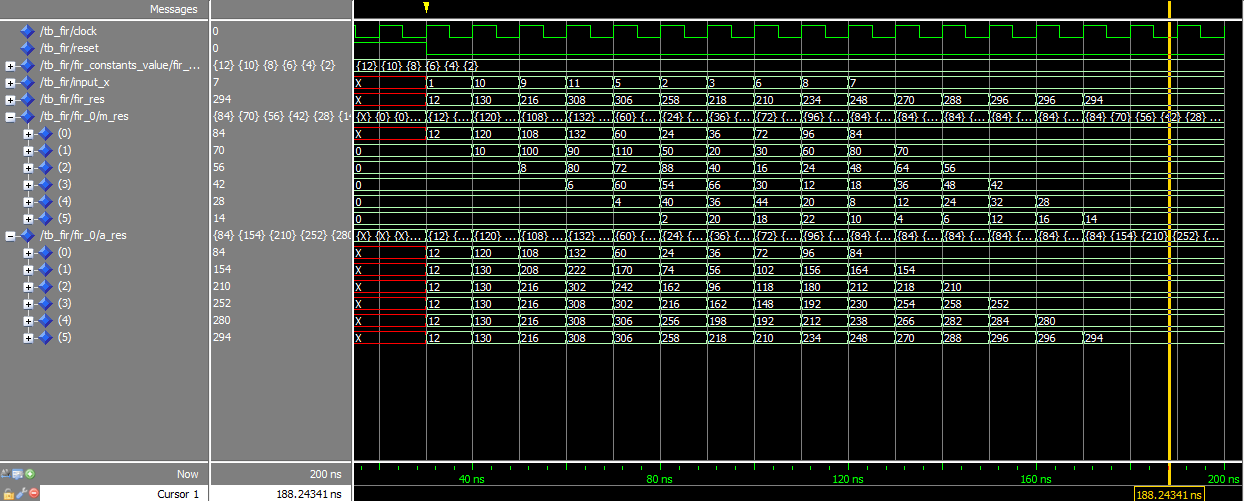 Messages
/tb_fir/clock 0
/tb_fir/reset 0
/tb_fir/fir_constants_value/fir_... {12} {10} {8} {6} {4} {2} {12} {10} {8} {6} {4} {2}
/tb_fir/input_x 7 X 1 10 9 11 5 2 3 6 8 7
/tb_fir/fir_res 294 X 12 130 216 308 306 258 218 210 234 248 270 288 296 296 294
/tb_fir/fir_0/m_res {84} {70} {56} {42} {28} {1 {X} {0} {0}... {12} {... {120} ... {108} ... {132} ... {60} {... {24} {... {36} {... {72} {... {96} {... {84} {... {84} {... {84} {... {84} {... {84} {... {84} {70} {56} {42} {28} ...
(0) 84 X 12 120 108 132 60 24 36 72 96 84
(1) 70 0 10 100 90 110 50 20 30 60 80 70
(2) 56 0 8 80 72 88 40 16 24 48 64 56
(3) 42 0 6 60 54 66 30 12 18 36 48 42
(4) 28 0 4 40 36 44 20 8 12 24 32 28
(5) 14 0 2 20 18 22 10 4 6 12 16 14
/tb_fir/fir_0/a_res {84} {154} {210} {252} {280 {X} {X} {X}... {12} {... {120} ... {108} ... {132} ... {60} {... {24} {... {36} {... {72} {... {96} {... {84} {... {84} {... {84} {... {84} {... {84} {... {84} {154} {210} {252} {...
(0) 84 X 12 120 108 132 60 24 36 72 96 84
(1) 154 X 12 130 208 222 170 74 56 102 156 164 154
(2) 210 X 12 130 216 302 242 162 96 118 180 212 218 210
(3) 252 X 12 130 216 308 302 216 162 148 192 230 254 258 252
(4) 280 X 12 130 216 308 306 256 198 192 212 238 266 282 284 280
(5) 294 X 12 130 216 308 306 258 218 210 234 248 270 288 296 296 294
Now 200 ns 40 ns 80 ns 120 ns 160 ns 200 ns
Cursor 1 188.24341 ns 188.24341 ns